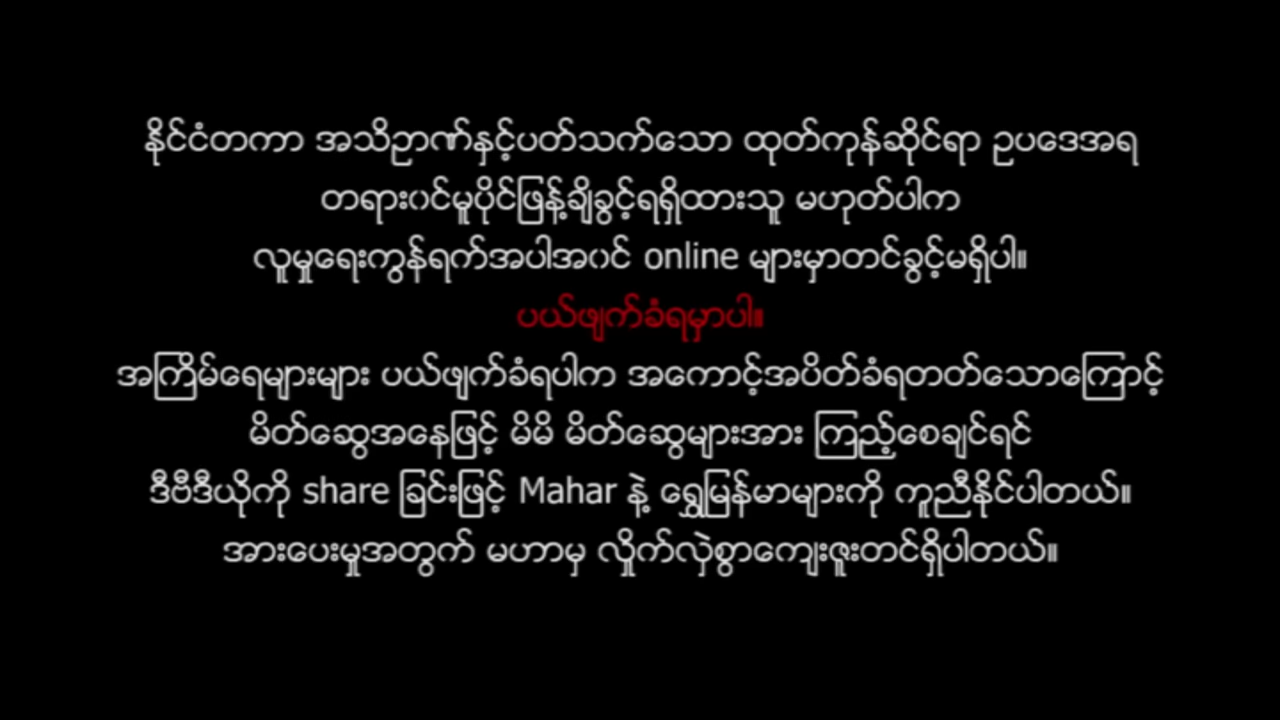 နိုင်ငံတကာ အသိဉာဏ်နှင့်ပတ်သက်သော ထုတ်ကုန်ဆိုင်ရာ ဥပဒေအရ
တရား၀င်မူပိုင်ဖြန့်ချိခွင့်ရရှိထားသူ မဟုတ်ပါက
လူမှုရေးကွန်ရက်အပါအ၀င် online များမှာတင်ခွင့်မရှိပါ။
ပယ်ဖျက်ခံရမှာပါ။
အကြိမ်ရေများများ ပယ်ဖျက်ခံရပါက အကောင့်အပိတ်ခံရတတ်သောကြောင့်
မိတ်ဆွေအနေဖြင့် မိမိ မိတ်ဆွေများအား ကြည့်စေချင်ရင်
ဒီဗီဒီယိုကို share ခြင်းဖြင့် Mahar နဲ့ ရွှေမြန်မာများကို ကူညီနိုင်ပါတယ်။
အားပေးမှုအတွက် မဟာမှ လှိုက်လှဲစွာကျေးဇူးတင်ရှိပါတယ်။